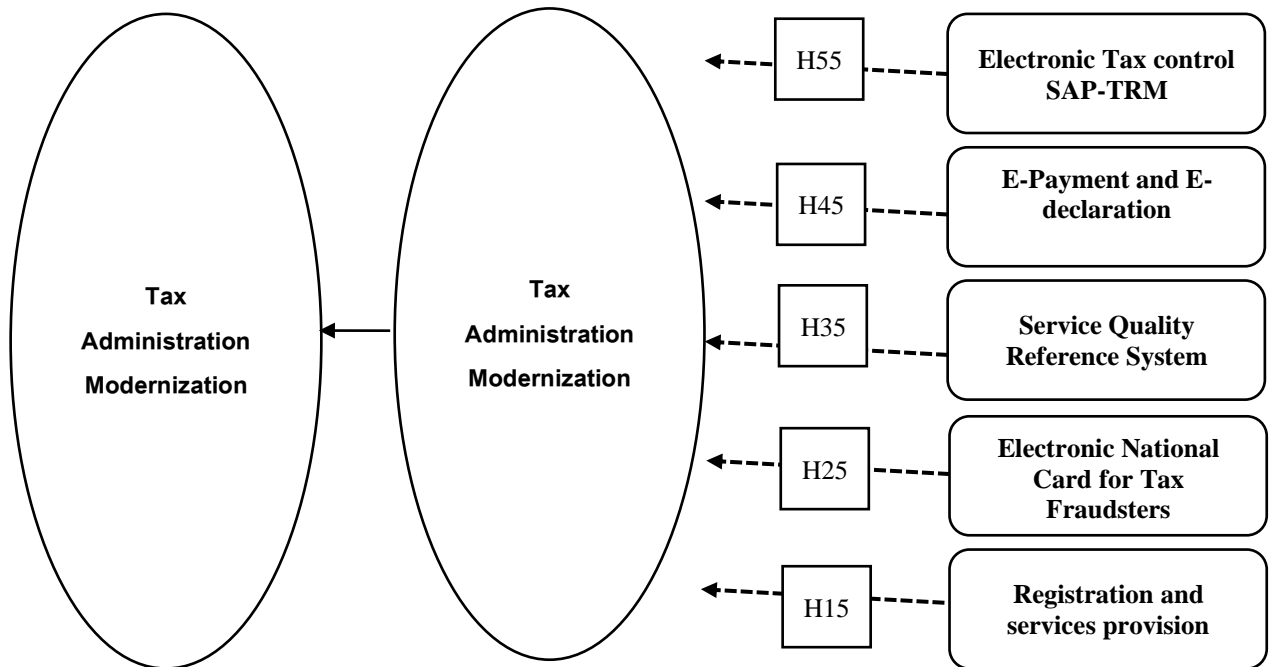 H55
Electronic Tax control
SAP-TRM
H45
E-Payment and E-
declaration
Tax
Administration
Modernization
Tax
Administration
Modernization
H35
Service Quality
Reference System
H25
Electronic National
Card for Tax
Fraudsters
H15
Registration and
services provision